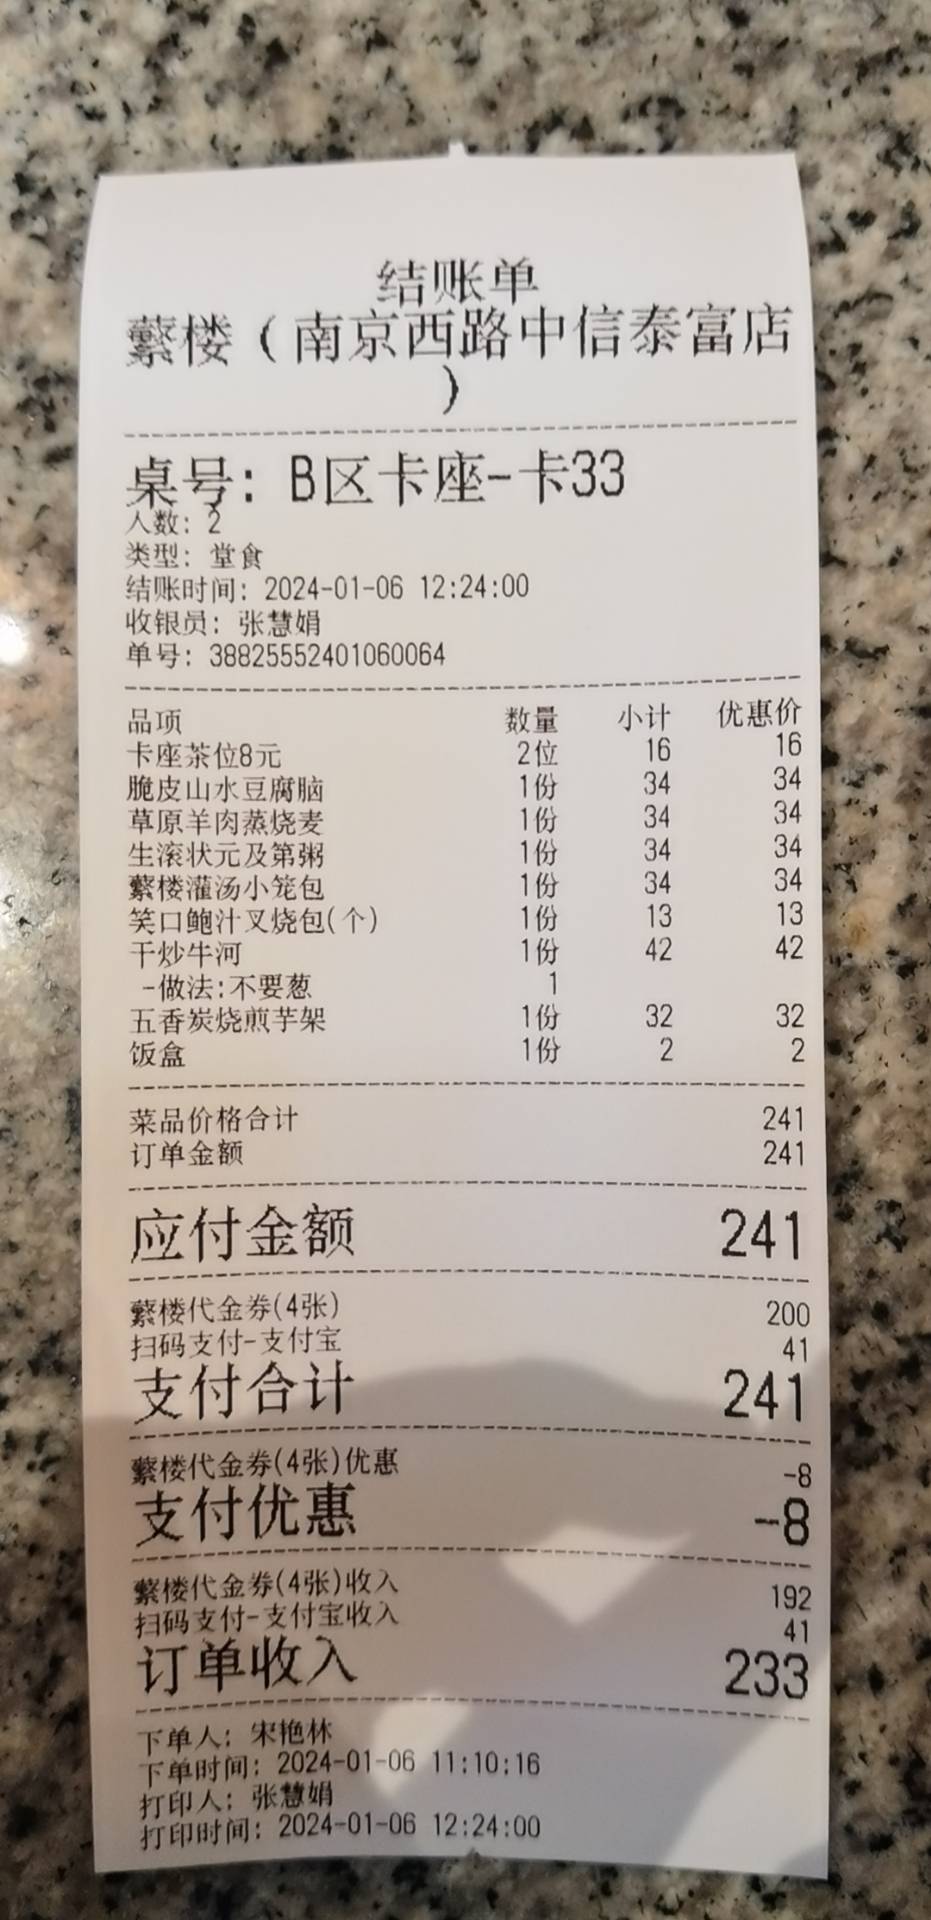 结账单
蘩楼（南京西路中信泰富店
）
桌号：B区卡座-卡33
人数：2
类型：堂食
结账时间：2024-01-06 12:24:00
收银员：张慧娟
单号：38825552401060064
品项 数量 小计 优惠价
卡座茶位8元 2位 16 16
脆皮山水豆腐脑 1份 34 34
草原羊肉蒸烧麦 1份 34 34
生滚状元及第粥 1份 34 34
蘩楼灌汤小笼包 1份 34 34
笑口鲍汁叉烧包(个) 1份 13 13
干炒牛河 1份 42 42
-做法:不要葱 1
五香炭烧煎芋架 1份 32 32
饭盒 1份 2 2
菜品价格合计 241
订单金额 241
应付金额 241
蘩楼代金券(4张) 200
扫码支付-支付宝 41
支付合计 241
蘩楼代金券(4张)优惠 -8
支付优惠 -8
蘩楼代金券(4张)收入 192
扫码支付-支付宝收入 41
订单收入 233
下单人：宋艳林
下单时间：2024-01-06 11:10:16
打印人：张慧娟
打印时间：2024-01-06 12:24:00